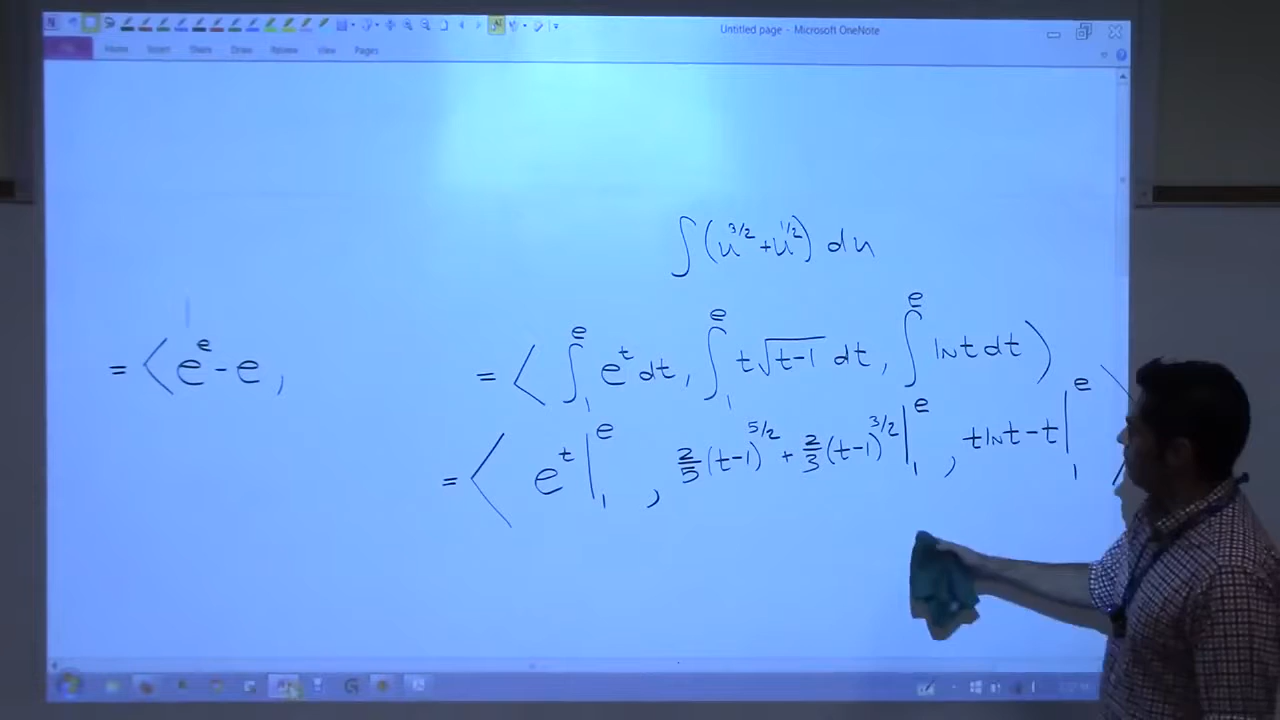 Untitled page - Microsoft OneNote
Home Insert Share Draw Review View Pages
∫(u^{3/2}+u^{1/2}) du
= ⟨ ∫_1^e e^t dt, ∫_1^e t√(t-1) dt, ∫_1^e ln t dt ⟩
= ⟨ e^e - e,
= ⟨ e^t |_1^e , 2/5 (t-1)^{5/2} + 2/3 (t-1)^{3/2} |_1^e , t ln t - t |_1^e ⟩